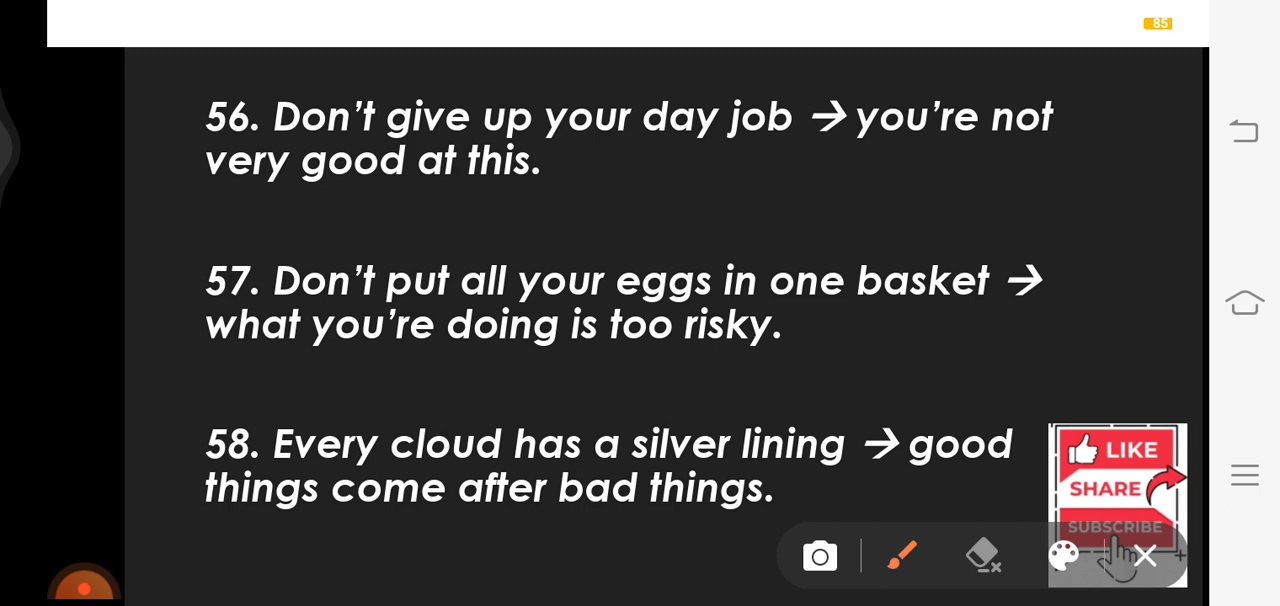 85
56. Don’t give up your day job → you’re not
very good at this.
57. Don’t put all your eggs in one basket →
what you’re doing is too risky.
58. Every cloud has a silver lining → good
things come after bad things.
LIKE
SHARE
SUBSCRIBE